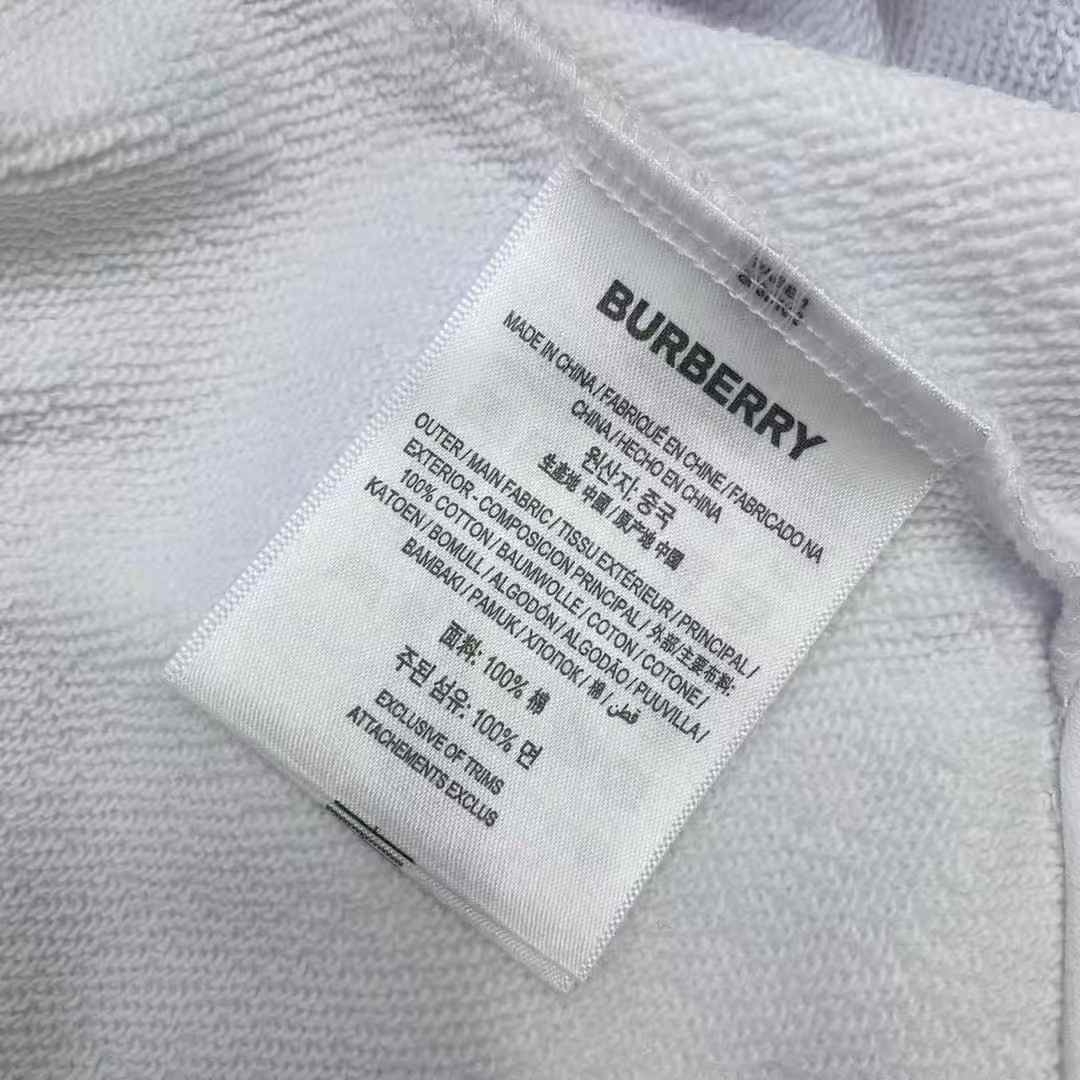 BURBERRY
MADE IN CHINA / FABRIQUÉ EN CHINE / FABRICADO NA
CHINA / HECHO EN CHINA
원산지: 중국
生産地 中國 / 原产地 中國
OUTER / MAIN FABRIC / TISSU EXTÉRIEUR / PRINCIPAL /
EXTERIOR - COMPOSICION PRINCIPAL / 外部/主要布料:
100% COTTON / BAUMWOLLE / COTON / COTONE /
KATOEN / BOMULL / ALGODÓN / ALGODÃO / PUUVILLA /
BAMBAKI / PAMUK / ХЛОПОК / 棉 / قطن
面料: 100% 棉
주된 섬유: 100% 면
EXCLUSIVE OF TRIMS
ATTACHEMENTS EXCLUS